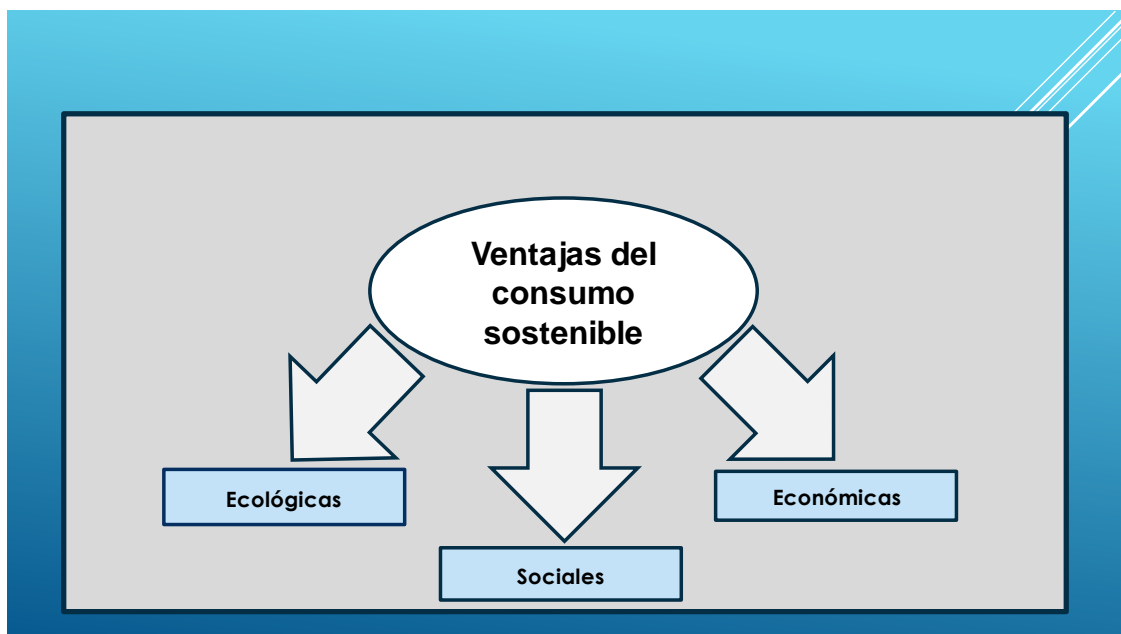 Ventajas del
consumo
sostenible
Ecológicas
Económicas
Sociales